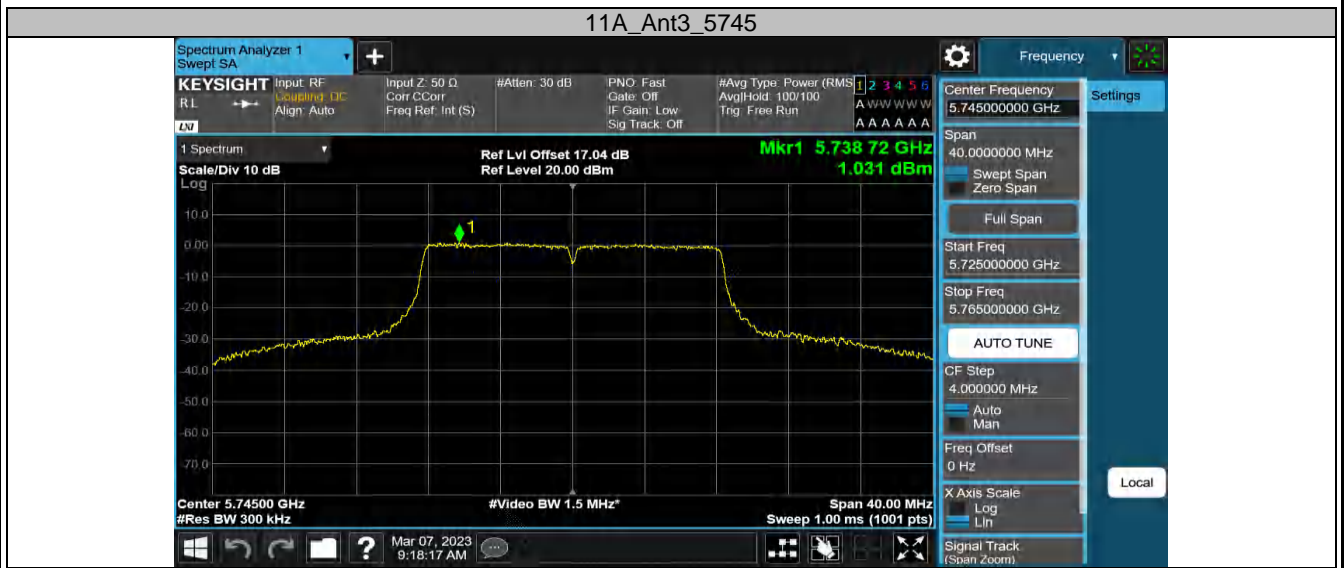 11A_Ant3_5745
Spectrum Analyzer 1
Swept SA
+
Frequency
KEYSIGHT
RL
LNI
Input: RF
Coupling: DC
Align: Auto
Input Z: 50 Ω
Corr CCorr
Freq Ref: Int (S)
#Atten: 30 dB
PNO: Fast
Gate: Off
IF Gain: Low
Sig Track: Off
#Avg Type: Power (RMS
Avg|Hold: 100/100
Trig: Free Run
1 2 3 4 5 6
A W W W W W
A A A A A A
1 Spectrum
Scale/Div 10 dB
Log
Ref Lvl Offset 17.04 dB
Ref Level 20.00 dBm
Mkr1 5.738 72 GHz
1.031 dBm
1
10.0
0.00
-10.0
-20.0
-30.0
-40.0
-50.0
-60.0
-70.0
Center 5.74500 GHz
#Res BW 300 kHz
#Video BW 1.5 MHz*
Span 40.00 MHz
Sweep 1.00 ms (1001 pts)
?
Mar 07, 2023
9:18:17 AM
Center Frequency
5.745000000 GHz
Settings
Span
40.0000000 MHz
Swept Span
Zero Span
Full Span
Start Freq
5.725000000 GHz
Stop Freq
5.765000000 GHz
AUTO TUNE
CF Step
4.000000 MHz
Auto
Man
Freq Offset
0 Hz
X Axis Scale
Log
Lin
Local
Signal Track
(Span Zoom)